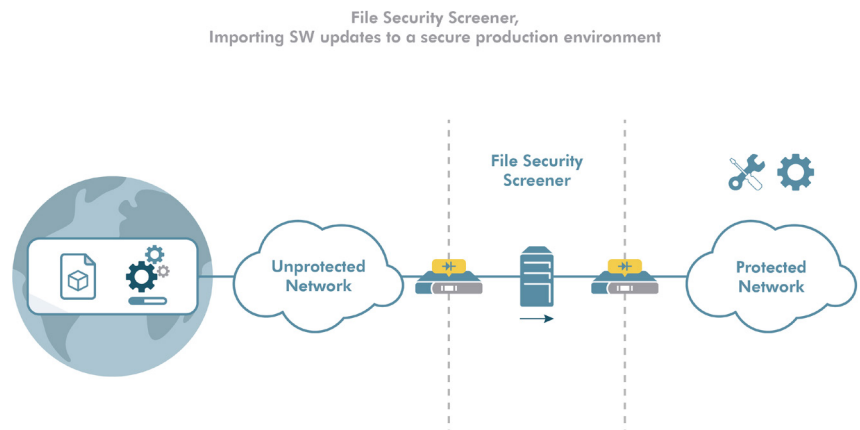 File Security Screener,
Importing SW updates to a secure production environment
File Security
Screener
Unprotected
Network
Protected
Network